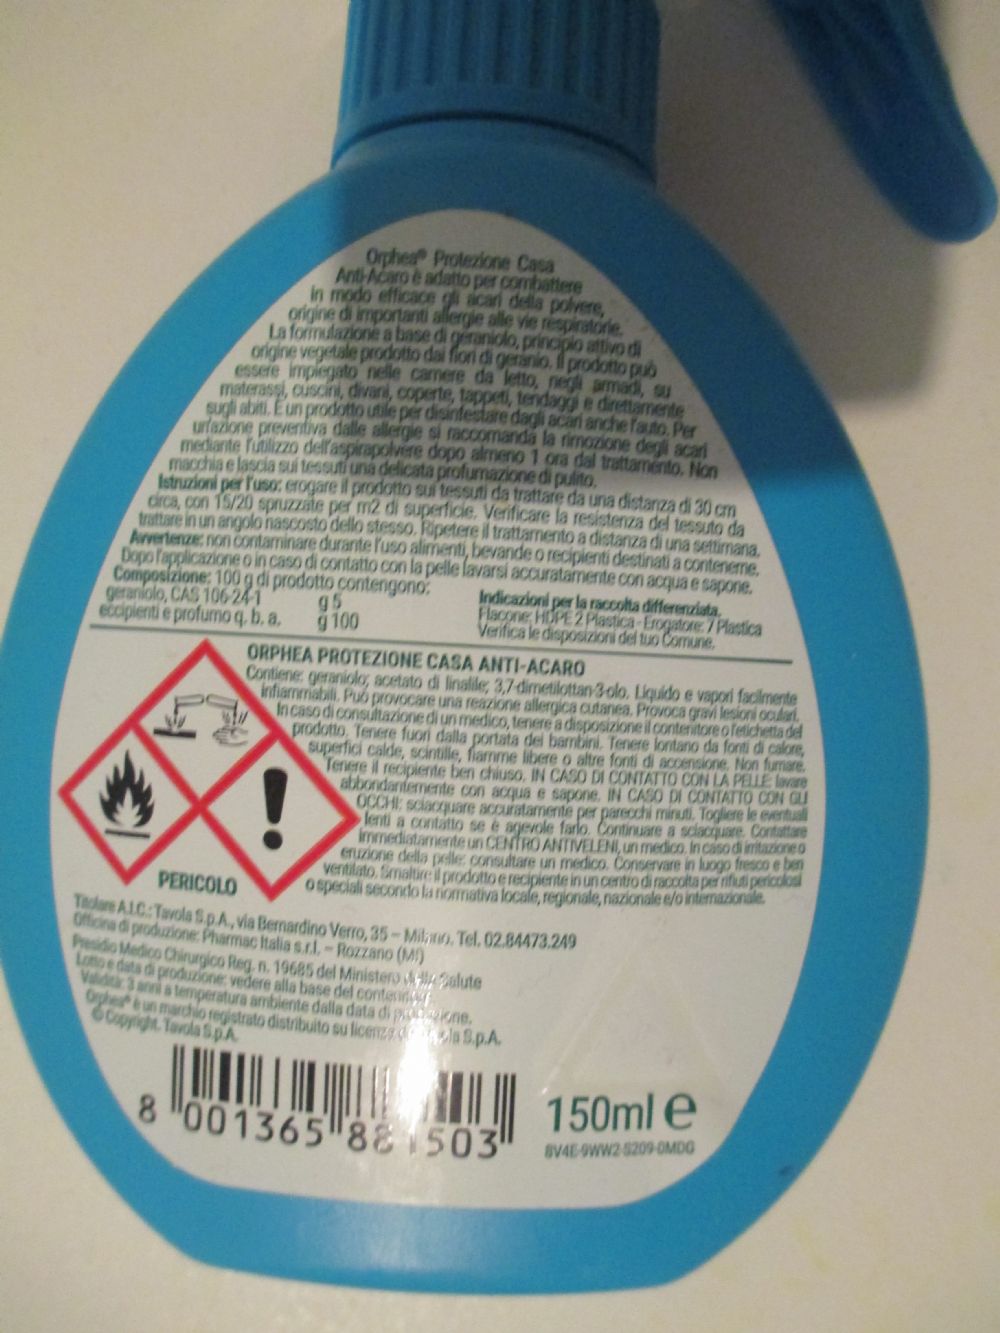 Orphea® Protezione Casa
Anti-Acaro è adatto per combattere
in modo efficace gli acari della polvere,
origine di importanti allergie alle vie respiratorie.
La formulazione a base di geraniolo, principio attivo di
origine vegetale prodotto dai fiori di geranio. Il prodotto può
essere impiegato nelle camere da letto, negli armadi, su
materassi, cuscini, divani, coperte, tappeti, tendaggi e direttamente
sugli abiti. È un prodotto utile per disinfestare dagli acari anche l'auto. Per
un'azione preventiva dalle allergie si raccomanda la rimozione degli acari
mediante l'utilizzo dell'aspirapolvere dopo almeno 1 ora dal trattamento. Non
macchia e lascia sui tessuti una delicata profumazione di pulito.
Istruzioni per l'uso: erogare il prodotto sui tessuti da trattare da una distanza di 30 cm
circa, con 15/20 spruzzate per m2 di superficie. Verificare la resistenza del tessuto da
trattare in un angolo nascosto dello stesso. Ripetere il trattamento a distanza di una settimana.
Avvertenze: non contaminare durante l'uso alimenti, bevande o recipienti destinati a contenerne.
Dopo l'applicazione o in caso di contatto con la pelle lavarsi accuratamente con acqua e sapone.
Composizione: 100 g di prodotto contengono:
geraniolo, CAS 106-24-1 g 5
eccipienti e profumo q. b. a. g 100
Indicazioni per la raccolta differenziata.
Flacone: HDPE 2 Plastica - Erogatore: 7 Plastica
Verifica le disposizioni del tuo Comune.
ORPHEA PROTEZIONE CASA ANTI-ACARO
Contiene: geraniolo; acetato di linalile; 3,7-dimetilottan-3-olo. Liquido e vapori facilmente
infiammabili. Può provocare una reazione allergica cutanea. Provoca gravi lesioni oculari.
In caso di consultazione di un medico, tenere a disposizione il contenitore o l'etichetta del
prodotto. Tenere fuori dalla portata dei bambini. Tenere lontano da fonti di calore,
superfici calde, scintille, fiamme libere o altre fonti di accensione. Non fumare.
Tenere il recipiente ben chiuso. IN CASO DI CONTATTO CON LA PELLE: lavare
abbondantemente con acqua e sapone. IN CASO DI CONTATTO CON GLI
OCCHI: sciacquare accuratamente per parecchi minuti. Togliere le eventuali
lenti a contatto se è agevole farlo. Continuare a sciacquare. Contattare
immediatamente un CENTRO ANTIVELENI, un medico. In caso di irritazione o
eruzione della pelle: consultare un medico. Conservare in luogo fresco e ben
ventilato. Smaltire il prodotto e recipiente in un centro di raccolta per rifiuti pericolosi
o speciali secondo la normativa locale, regionale, nazionale e/o internazionale.
PERICOLO
Titolare A.I.C.: Tavola S.p.A., via Bernardino Verro, 35 – Milano. Tel. 02.84473.249
Officina di produzione: Pharmac Italia s.r.l. – Rozzano (MI)
Presidio Medico Chirurgico Reg. n. 19685 del Ministero della Salute
Lotto e data di produzione: vedere alla base del contenitore
Validità: 3 anni a temperatura ambiente dalla data di produzione.
Orphea® è un marchio registrato distribuito su licenza da Tavola S.p.A.
© Copyright. Tavola S.p.A.
8 001365 881503
150ml e
8V4E-9WW2-S209-0MDG